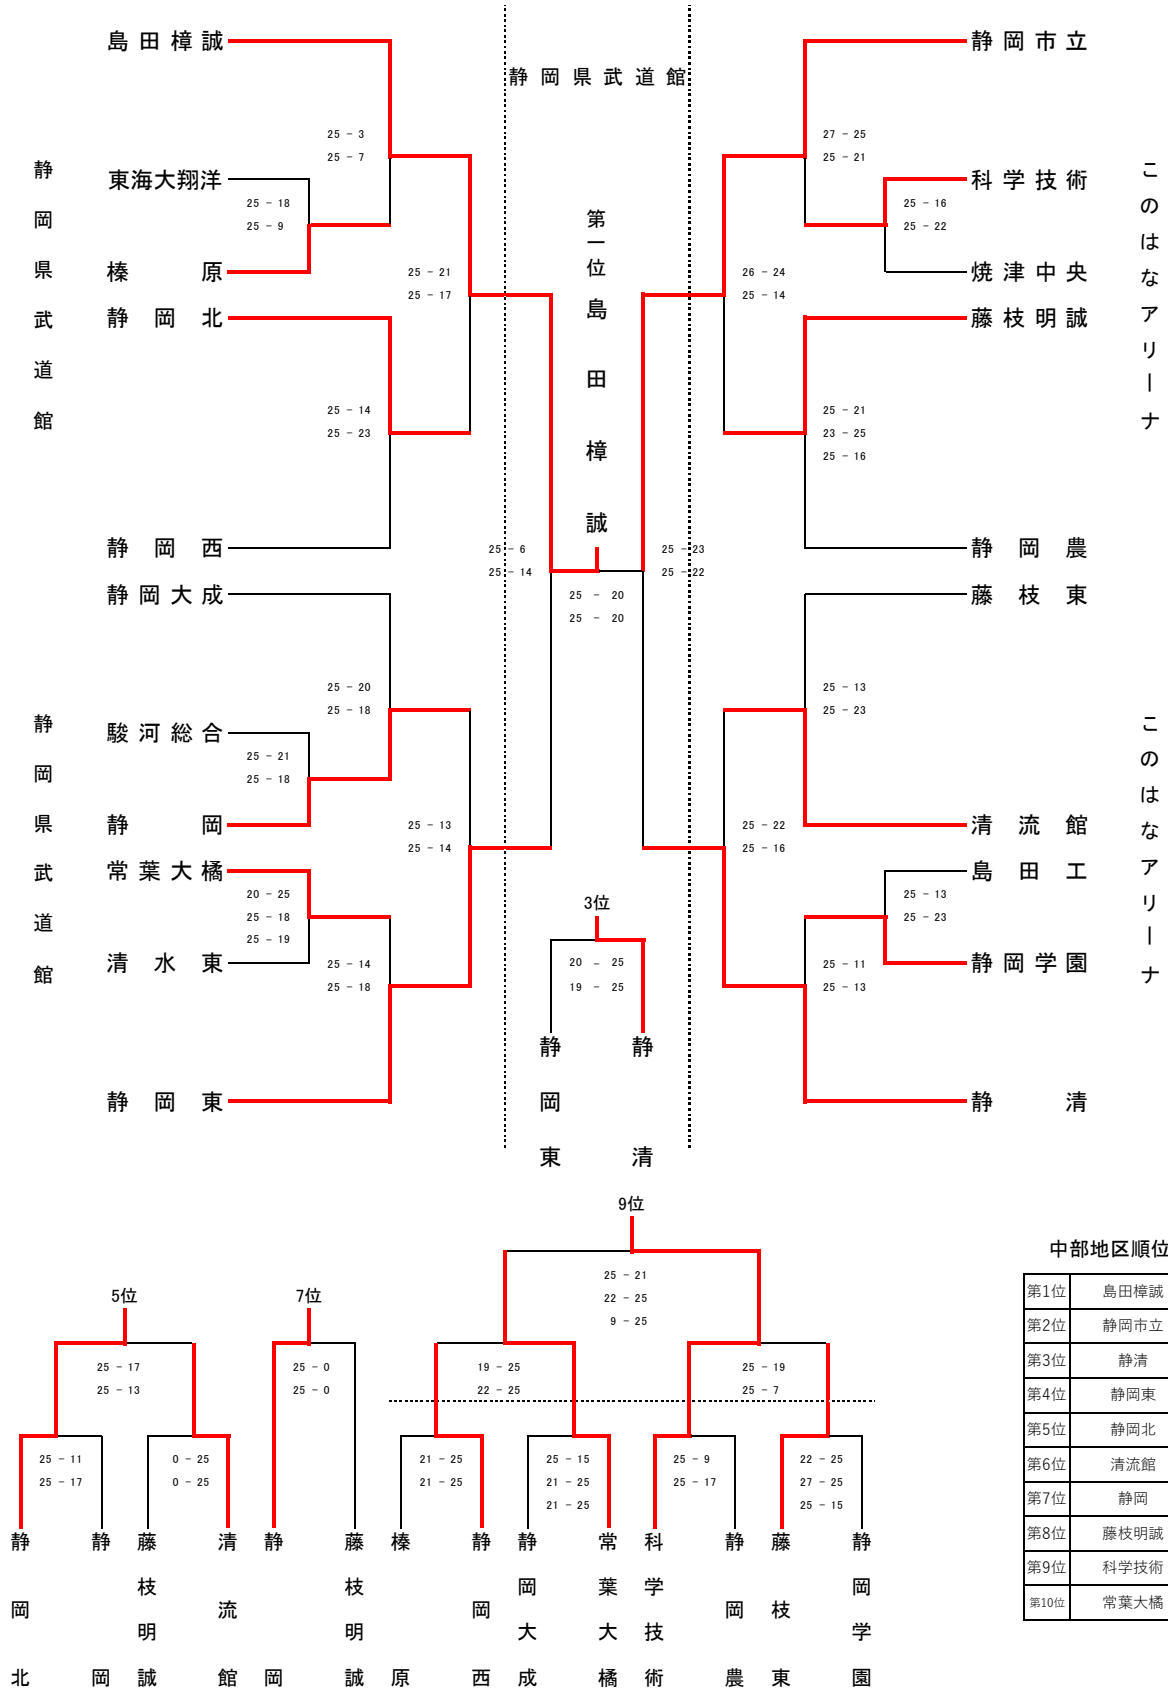 島田樟誠
静岡県武道館
静岡市立
25 - 3
25 - 7
27 - 25
25 - 21
静岡県武道館
東海大翔洋
25 - 18
25 - 9
榛原
科学技術
25 - 16
25 - 22
焼津中央
このはなアリーナ
第一位
島田樟誠
25 - 21
25 - 17
26 - 24
25 - 14
静岡北
藤枝明誠
25 - 14
25 - 23
25 - 21
23 - 25
25 - 16
静岡西
静岡農
25 - 6
25 - 14
25 - 23
25 - 22
25 - 20
25 - 20
静岡大成
藤枝東
25 - 20
25 - 18
25 - 13
25 - 23
静岡県武道館
駿河総合
25 - 21
25 - 18
静岡
このはなアリーナ
清流館
25 - 13
25 - 14
25 - 22
25 - 16
常葉大橘
20 - 25
25 - 18
25 - 19
清水東
島田工
25 - 13
25 - 23
静岡学園
25 - 14
25 - 18
25 - 11
25 - 13
3位
20 - 25
19 - 25
静岡東
静清
静岡東
静清
9位
25 - 21
22 - 25
9 - 25
5位
25 - 17
25 - 13
7位
25 - 0
25 - 0
19 - 25
22 - 25
25 - 19
25 - 7
25 - 11
25 - 17
0 - 25
0 - 25
21 - 25
21 - 25
25 - 15
21 - 25
21 - 25
25 - 9
25 - 17
22 - 25
27 - 25
25 - 15
静岡北
静岡
藤枝明誠
清流館
静岡
藤枝明誠
榛原
静岡西
静岡大成
常葉大橘
科学技術
静岡農
藤枝東
静岡学園
中部地区順位
第1位 島田樟誠
第2位 静岡市立
第3位 静清
第4位 静岡東
第5位 静岡北
第6位 清流館
第7位 静岡
第8位 藤枝明誠
第9位 科学技術
第10位 常葉大橘